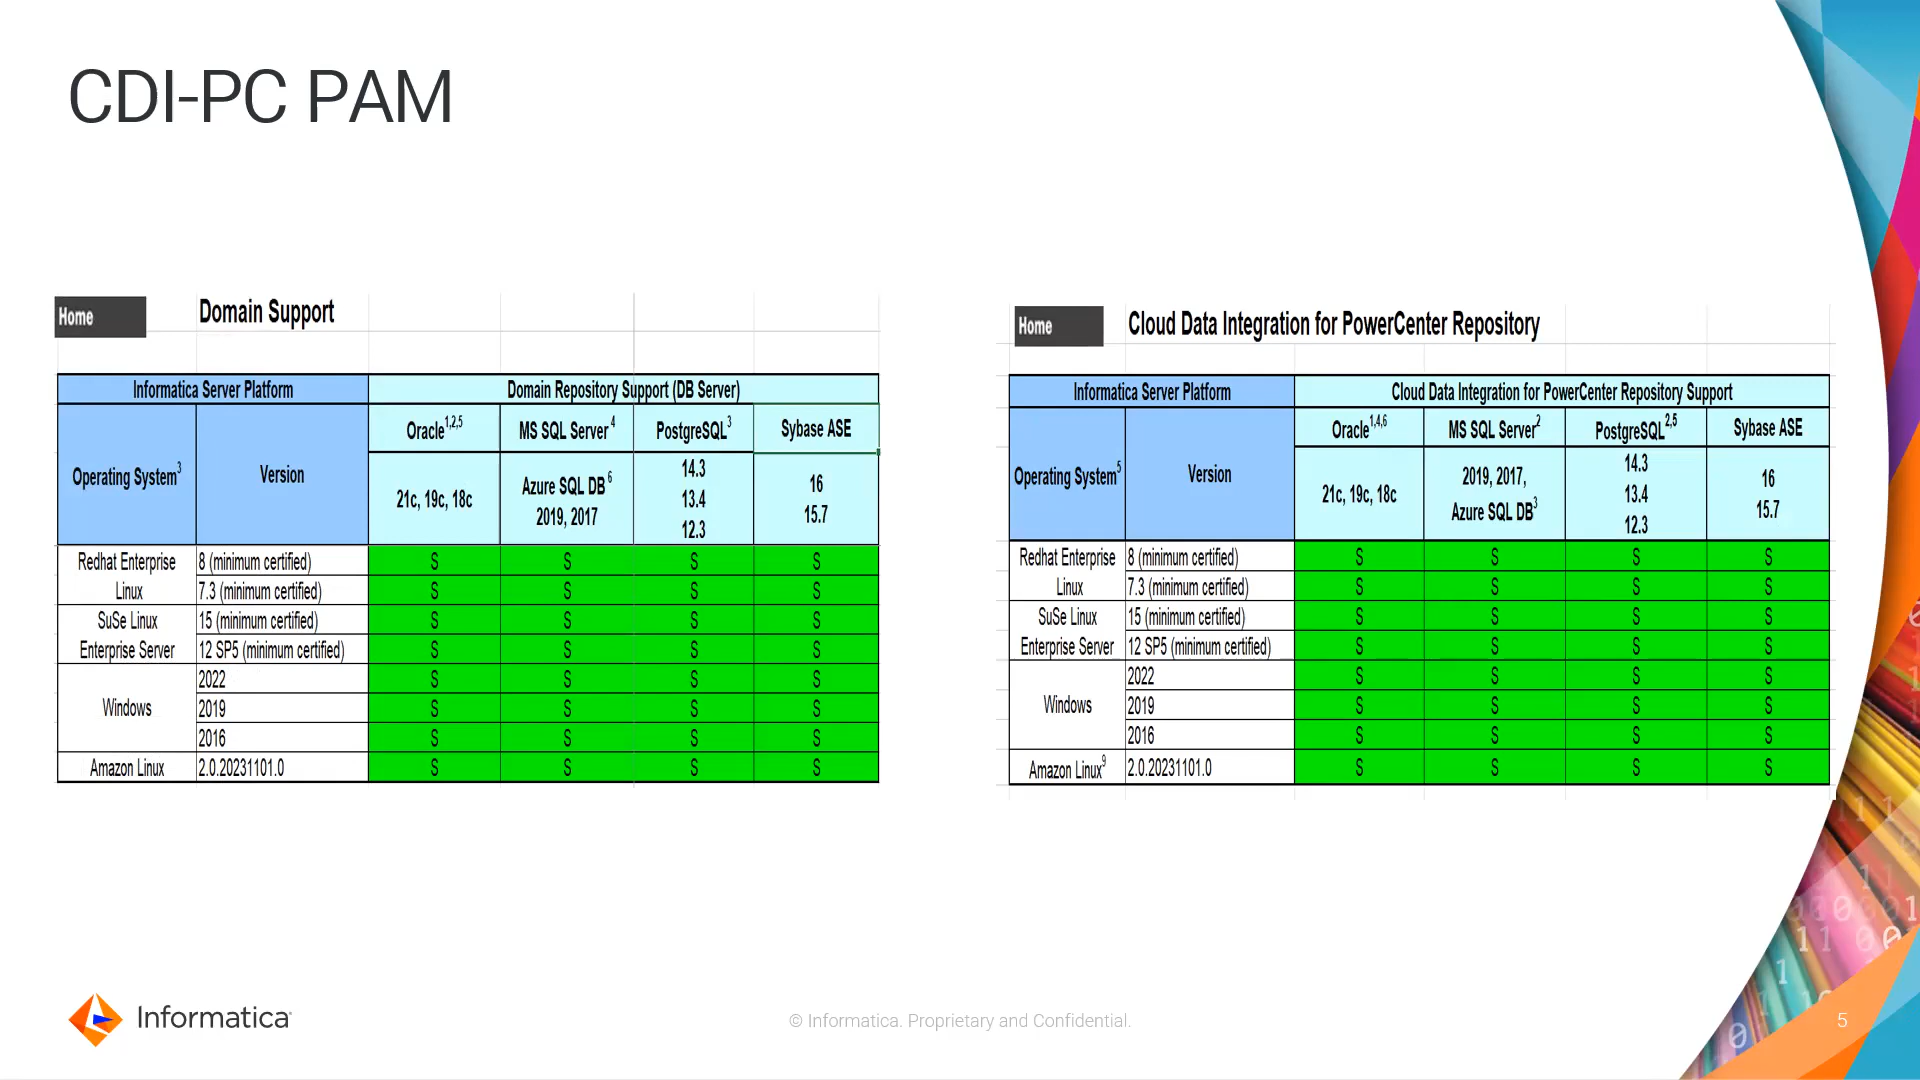 CDI-PC PAM
Home Domain Support
Informatica Server Platform Domain Repository Support (DB Server)
Operating System3 Version Oracle1,2,5 MS SQL Server4 PostgreSQL3 Sybase ASE
21c, 19c, 18c
Azure SQL DB6
2019, 2017
14.3
13.4
12.3
16
15.7
Redhat Enterprise
Linux
8 (minimum certified) S S S S
7.3 (minimum certified) S S S S
SuSe Linux
Enterprise Server
15 (minimum certified) S S S S
12 SP5 (minimum certified) S S S S
Windows
2022 S S S S
2019 S S S S
2016 S S S S
Amazon Linux 2.0.20231101.0 S S S S
Home Cloud Data Integration for PowerCenter Repository
Informatica Server Platform Cloud Data Integration for PowerCenter Repository Support
Operating System5 Version Oracle1,4,6 MS SQL Server2 PostgreSQL2,5 Sybase ASE
21c, 19c, 18c
2019, 2017,
Azure SQL DB3
14.3
13.4
12.3
16
15.7
Redhat Enterprise
Linux
8 (minimum certified) S S S S
7.3 (minimum certified) S S S S
SuSe Linux
Enterprise Server
15 (minimum certified) S S S S
12 SP5 (minimum certified) S S S S
Windows
2022 S S S S
2019 S S S S
2016 S S S S
Amazon Linux9 2.0.20231101.0 S S S S
Informatica
© Informatica. Proprietary and Confidential.
5